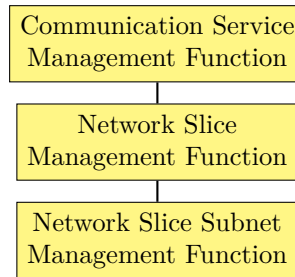 Communication Service
Management Function
Network Slice
Management Function
Network Slice Subnet
Management Function